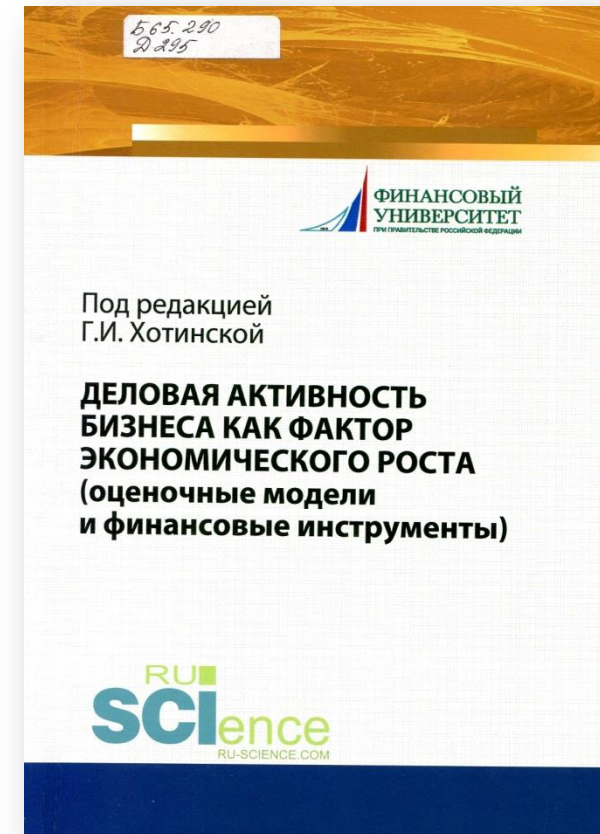 Б65.290
Д295
ФИНАНСОВЫЙ
УНИВЕРСИТЕТ
ПРИ ПРАВИТЕЛЬСТВЕ РОССИЙСКОЙ ФЕДЕРАЦИИ
Под редакцией
Г.И. Хотинской
ДЕЛОВАЯ АКТИВНОСТЬ
БИЗНЕСА КАК ФАКТОР
ЭКОНОМИЧЕСКОГО РОСТА
(оценочные модели
и финансовые инструменты)
RU
SCIence
RU-SCIENCE.COM